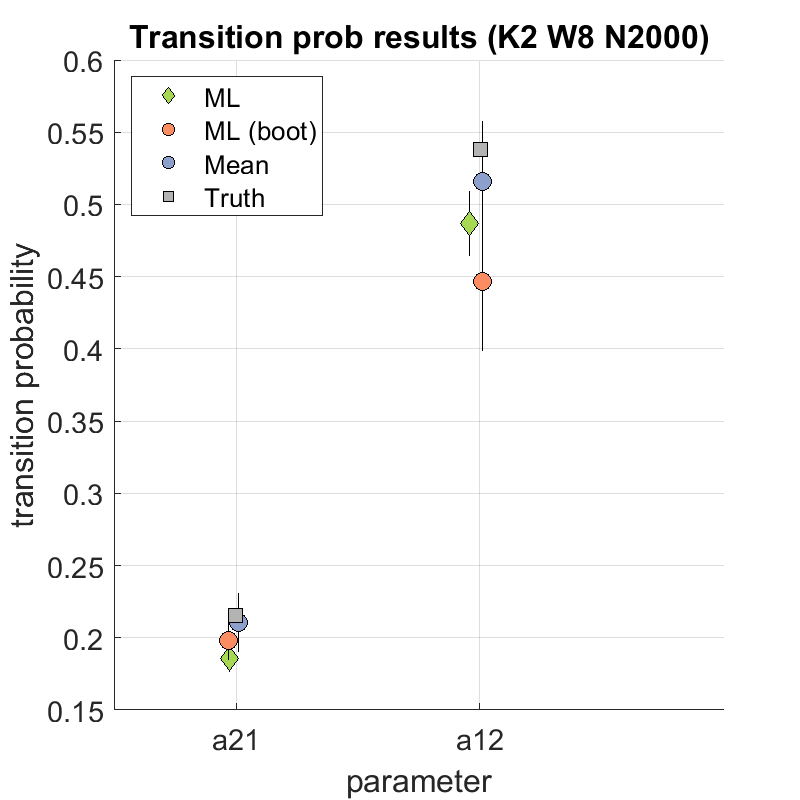 Transition prob results (K2 W8 N2000)
0.6
0.55
0.5
0.45
0.4
0.35
0.3
0.25
0.2
0.15
transition probability
ML
ML (boot)
Mean
Truth
a21
a12
parameter